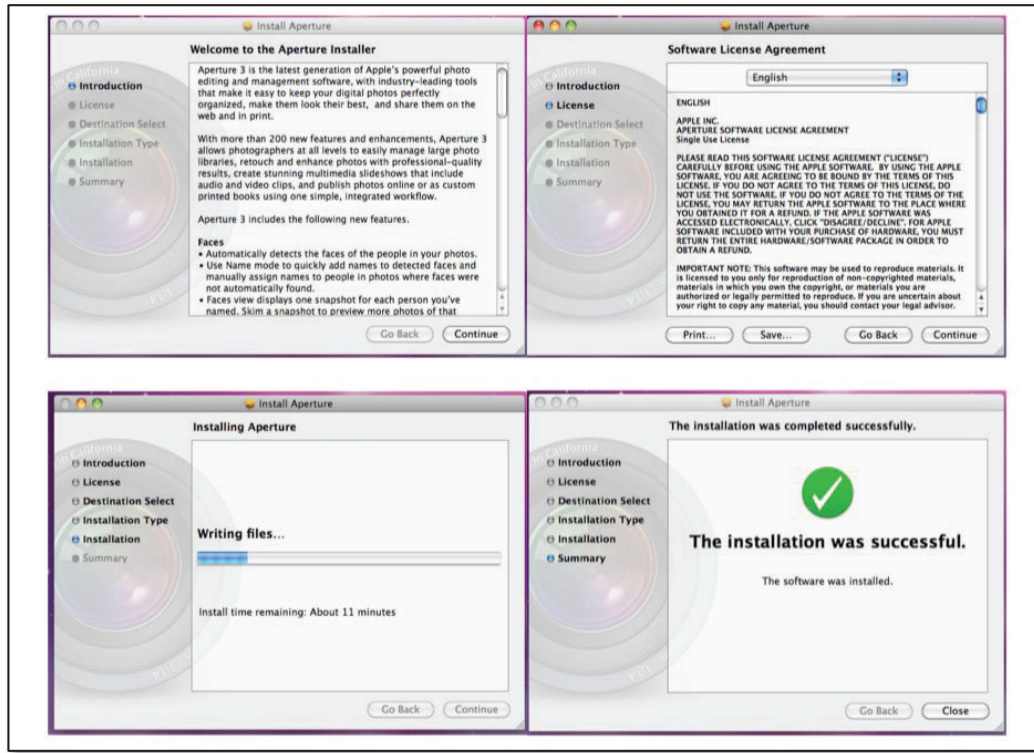 Install Aperture
Welcome to the Aperture Installer
Introduction
License
Destination Select
Installation Type
Installation
Summary
Aperture 3 is the latest generation of Apple's powerful photo
editing and management software, with industry-leading tools
that make it easy to keep your digital photos perfectly
organized, make them look their best, and share them on the
web and in print.
With more than 200 new features and enhancements, Aperture 3
allows photographers at all levels to easily manage large photo
libraries, retouch and enhance photos with professional-quality
results, create stunning multimedia slideshows that include
audio and video clips, and publish photos online or as custom
printed books using one simple, integrated workflow.
Aperture 3 includes the following new features.
Faces
• Automatically detects the faces of the people in your photos.
• Use Name mode to quickly add names to detected faces and
manually assign names to people in photos where faces were
not automatically found.
• Faces view displays one snapshot for each person you've
named. Skim a snapshot to preview more photos of that
Go Back
Continue
Install Aperture
Software License Agreement
Introduction
License
Destination Select
Installation Type
Installation
Summary
English
ENGLISH
APPLE INC.
APERTURE SOFTWARE LICENSE AGREEMENT
Single Use License
PLEASE READ THIS SOFTWARE LICENSE AGREEMENT ("LICENSE")
CAREFULLY BEFORE USING THE APPLE SOFTWARE. BY USING THE APPLE
SOFTWARE, YOU ARE AGREEING TO BE BOUND BY THE TERMS OF THIS
LICENSE. IF YOU DO NOT AGREE TO THE TERMS OF THIS LICENSE, DO
NOT USE THE SOFTWARE. IF YOU DO NOT AGREE TO THE TERMS OF THE
LICENSE, YOU MAY RETURN THE APPLE SOFTWARE TO THE PLACE WHERE
YOU OBTAINED IT FOR A REFUND. IF THE APPLE SOFTWARE WAS
ACCESSED ELECTRONICALLY, CLICK "DISAGREE/DECLINE". FOR APPLE
SOFTWARE INCLUDED WITH YOUR PURCHASE OF HARDWARE, YOU MUST
RETURN THE ENTIRE HARDWARE/SOFTWARE PACKAGE IN ORDER TO
OBTAIN A REFUND.
IMPORTANT NOTE: This software may be used to reproduce materials. It
is licensed to you only for reproduction of non-copyrighted materials,
materials in which you own the copyright, or materials you are
authorized or legally permitted to reproduce. If you are uncertain about
your right to copy any material, you should contact your legal advisor.
Print...
Save...
Go Back
Continue
Install Aperture
Installing Aperture
in California
Introduction
License
Destination Select
Installation Type
Installation
Summary
Writing files...
Install time remaining: About 11 minutes
Go Back
Continue
Install Aperture
The installation was completed successfully.
in California
Introduction
License
Destination Select
Installation Type
Installation
Summary
The installation was successful.
The software was installed.
Go Back
Close